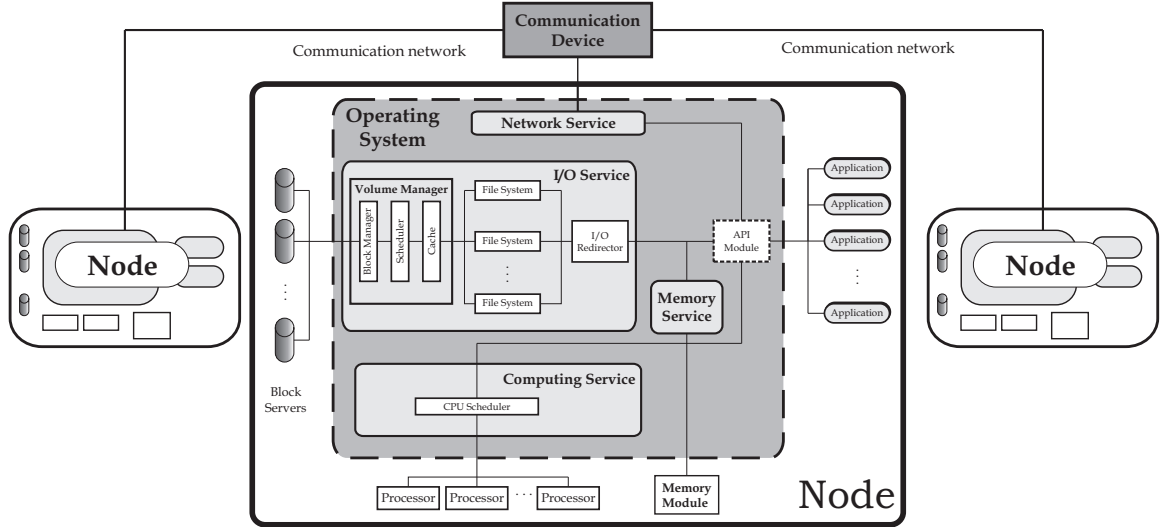 Communication
Device
Communication network
Communication network
Operating
System
Network Service
I/O Service
Volume Manager
Block Manager
Scheduler
Cache
File System
File System
. . .
File System
I/O
Redirector
API
Module
Memory
Service
Application
Application
Application
. . .
Application
Node
Node
. . .
Block
Servers
Computing Service
CPU Scheduler
Processor
Processor
. . .
Processor
Memory
Module
Node